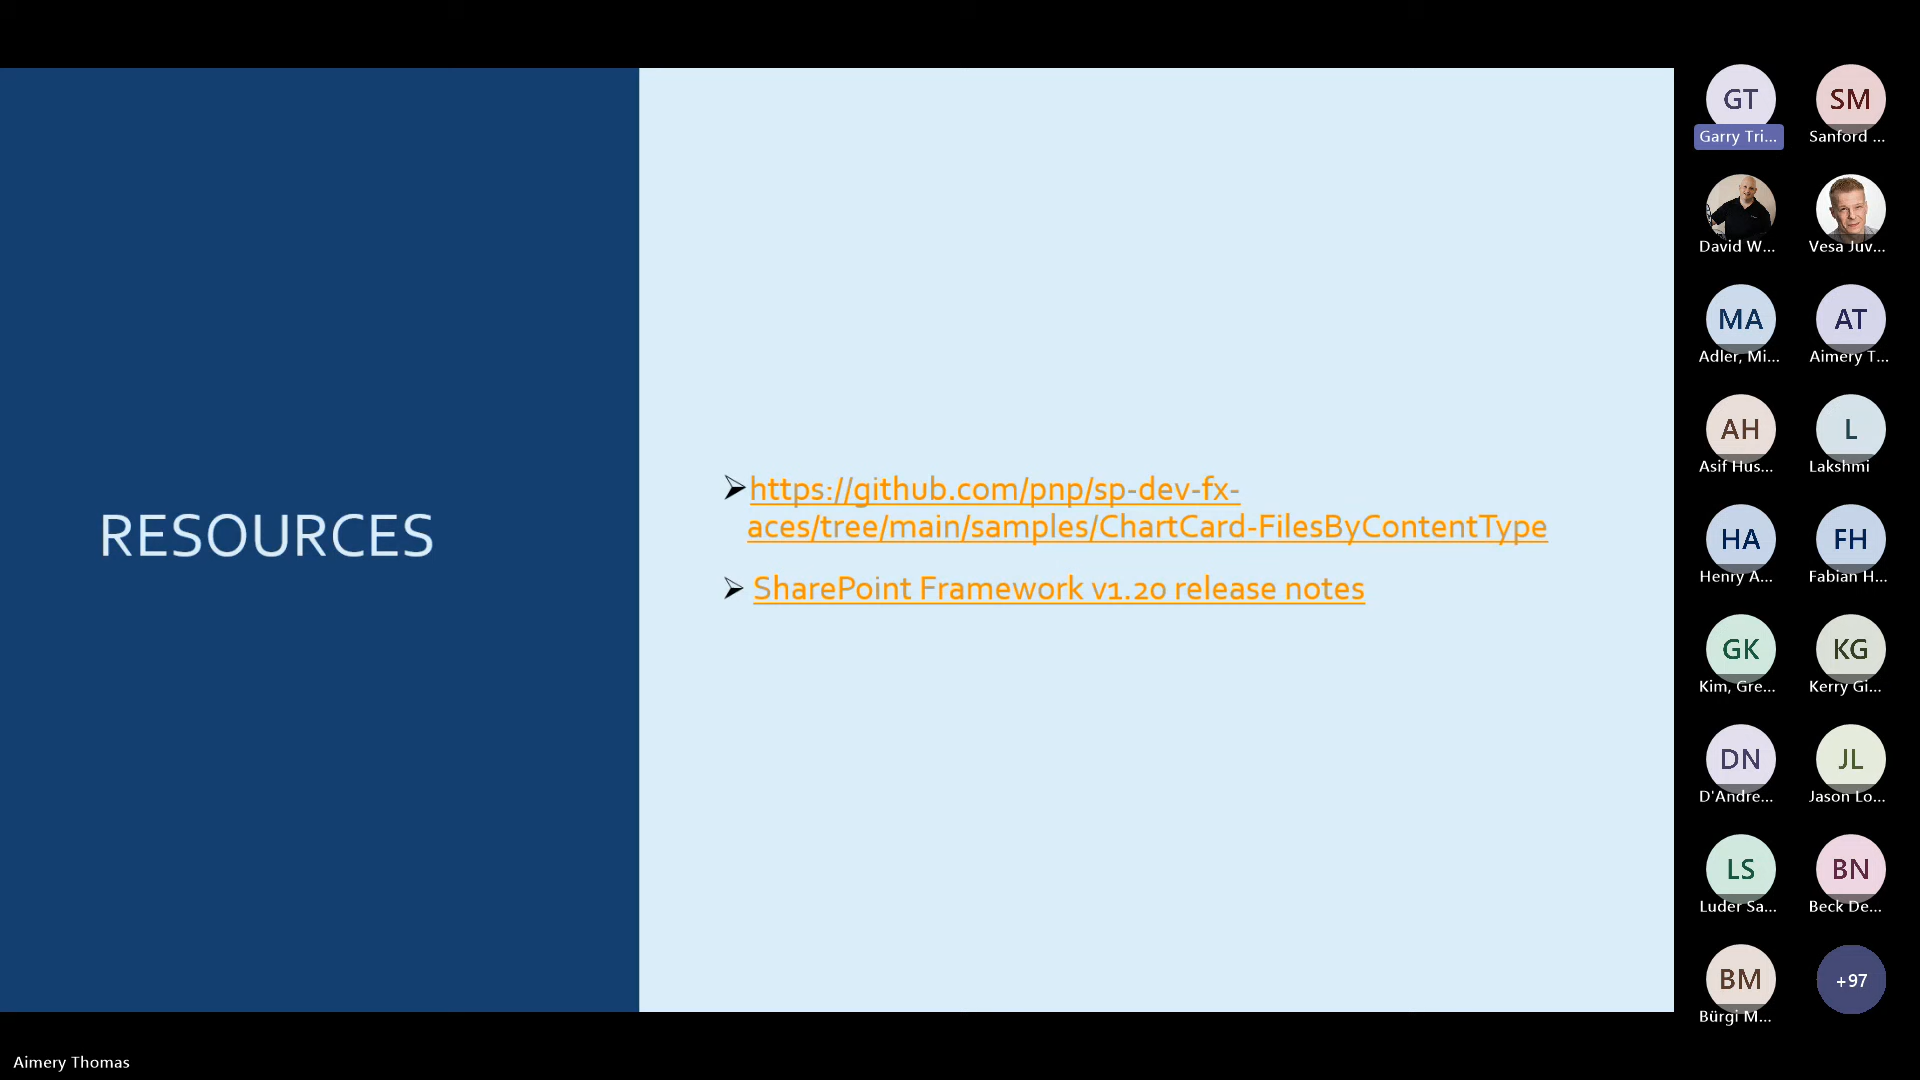 RESOURCES
https://github.com/pnp/sp-dev-fx-
aces/tree/main/samples/ChartCard-FilesByContentType
SharePoint Framework v1.20 release notes
GT
Garry Tri...
SM
Sanford ...
David W...
Vesa Juv...
MA
Adler, Mi...
AT
Aimery T...
AH
Asif Hus...
L
Lakshmi
HA
Henry A...
FH
Fabian H...
GK
Kim, Gre...
KG
Kerry Gi...
DN
D'Andre...
JL
Jason Lo...
LS
Luder Sa...
BN
Beck De...
BM
Bürgi M...
+97
Aimery Thomas